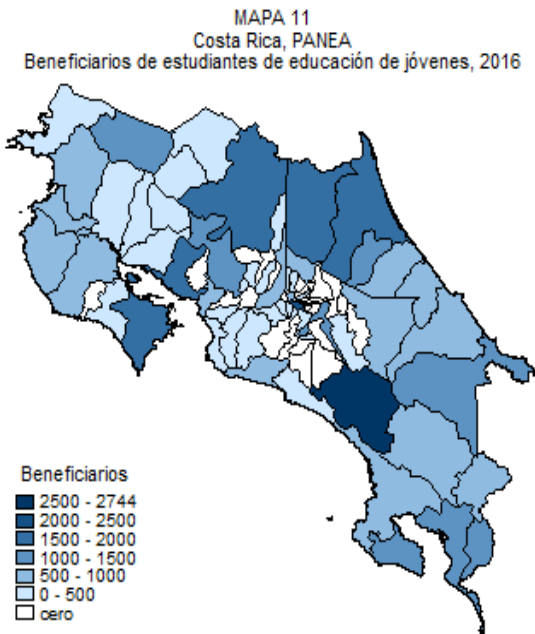 MAPA 11
Costa Rica, PANEA
Beneficiarios de estudiantes de educación de jóvenes, 2016
Beneficiarios
2500 - 2744
2000 - 2500
1500 - 2000
1000 - 1500
500 - 1000
0 - 500
cero